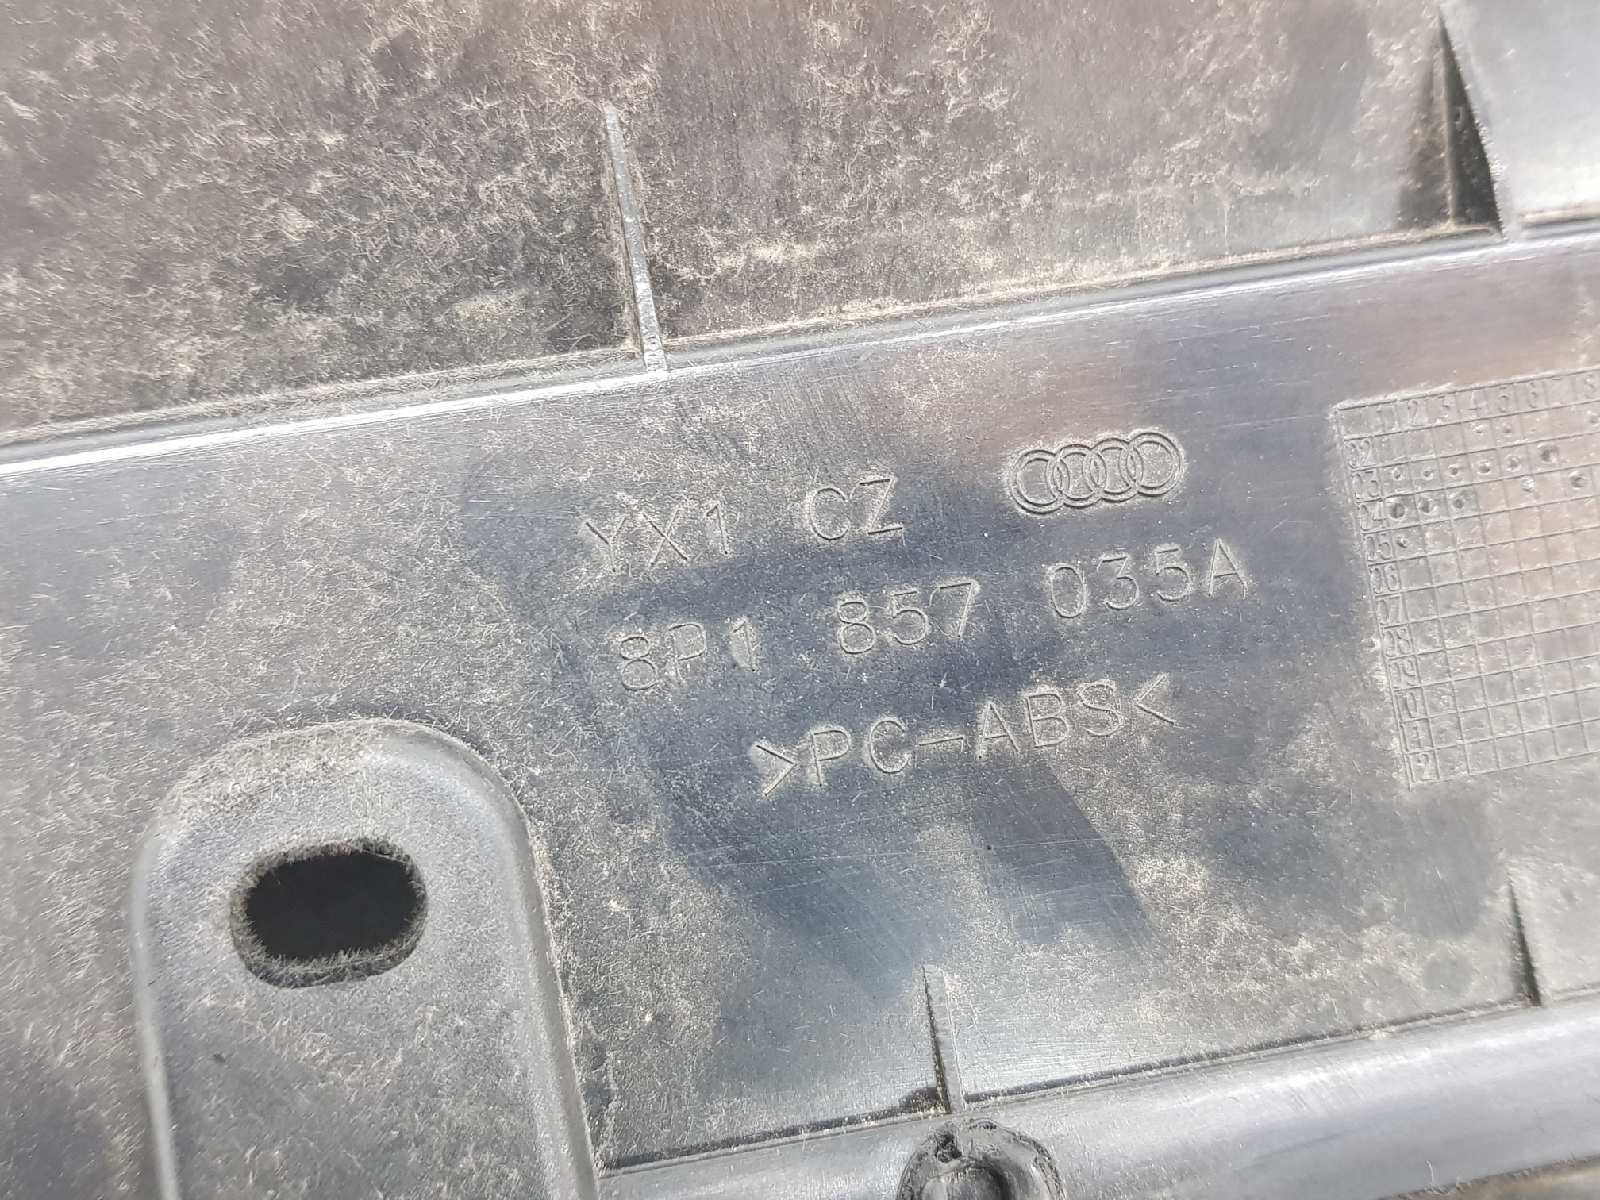 YX1 CZ
8P1 857 035A
>PC-ABS<